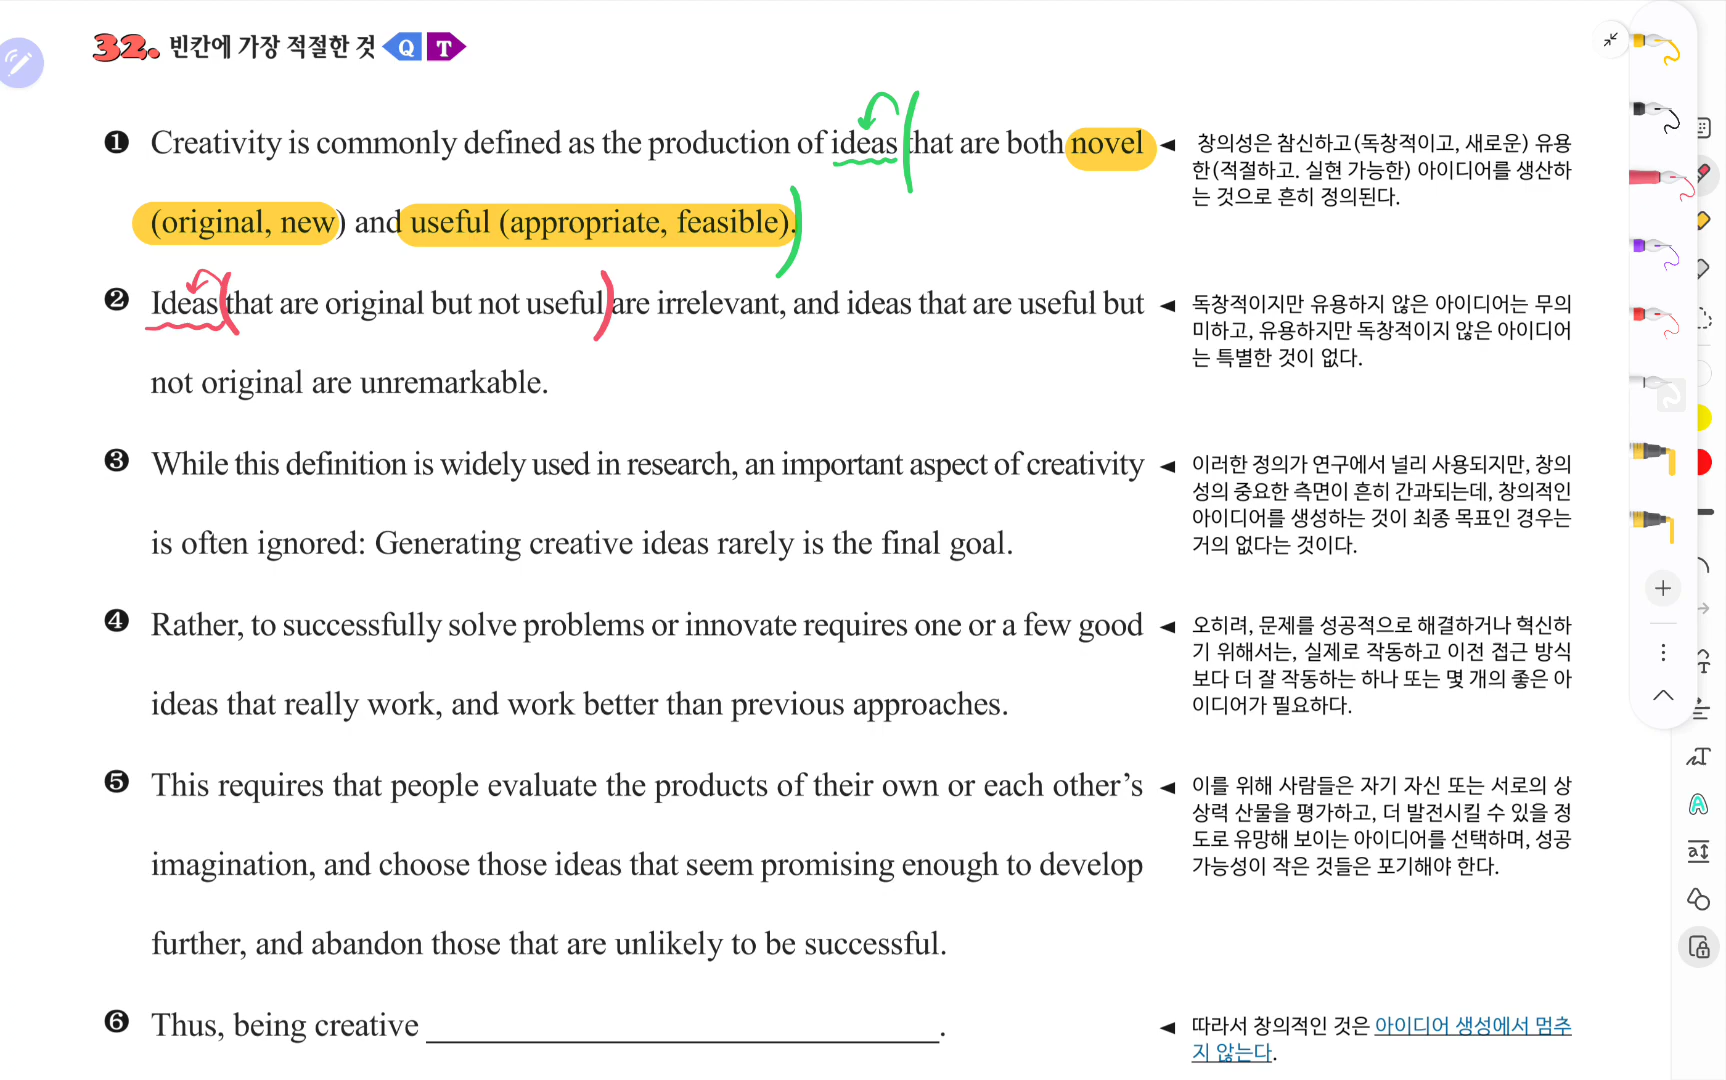 32. 빈칸에 가장 적절한 것 Q T
❶ Creativity is commonly defined as the production of ideas that are both novel
(original, new) and useful (appropriate, feasible).
◄ 창의성은 참신하고(독창적이고, 새로운) 유용
한(적절하고. 실현 가능한) 아이디어를 생산하
는 것으로 흔히 정의된다.
❷ Ideas that are original but not useful are irrelevant, and ideas that are useful but
not original are unremarkable.
◄ 독창적이지만 유용하지 않은 아이디어는 무의
미하고, 유용하지만 독창적이지 않은 아이디어
는 특별한 것이 없다.
❸ While this definition is widely used in research, an important aspect of creativity
is often ignored: Generating creative ideas rarely is the final goal.
◄ 이러한 정의가 연구에서 널리 사용되지만, 창의
성의 중요한 측면이 흔히 간과되는데, 창의적인
아이디어를 생성하는 것이 최종 목표인 경우는
거의 없다는 것이다.
❹ Rather, to successfully solve problems or innovate requires one or a few good
ideas that really work, and work better than previous approaches.
◄ 오히려, 문제를 성공적으로 해결하거나 혁신하
기 위해서는, 실제로 작동하고 이전 접근 방식
보다 더 잘 작동하는 하나 또는 몇 개의 좋은 아
이디어가 필요하다.
❺ This requires that people evaluate the products of their own or each other’s
imagination, and choose those ideas that seem promising enough to develop
further, and abandon those that are unlikely to be successful.
◄ 이를 위해 사람들은 자기 자신 또는 서로의 상
상력 산물을 평가하고, 더 발전시킬 수 있을 정
도로 유망해 보이는 아이디어를 선택하며, 성공
가능성이 작은 것들은 포기해야 한다.
❻ Thus, being creative ______________________________.
◄ 따라서 창의적인 것은 아이디어 생성에서 멈추
지 않는다.